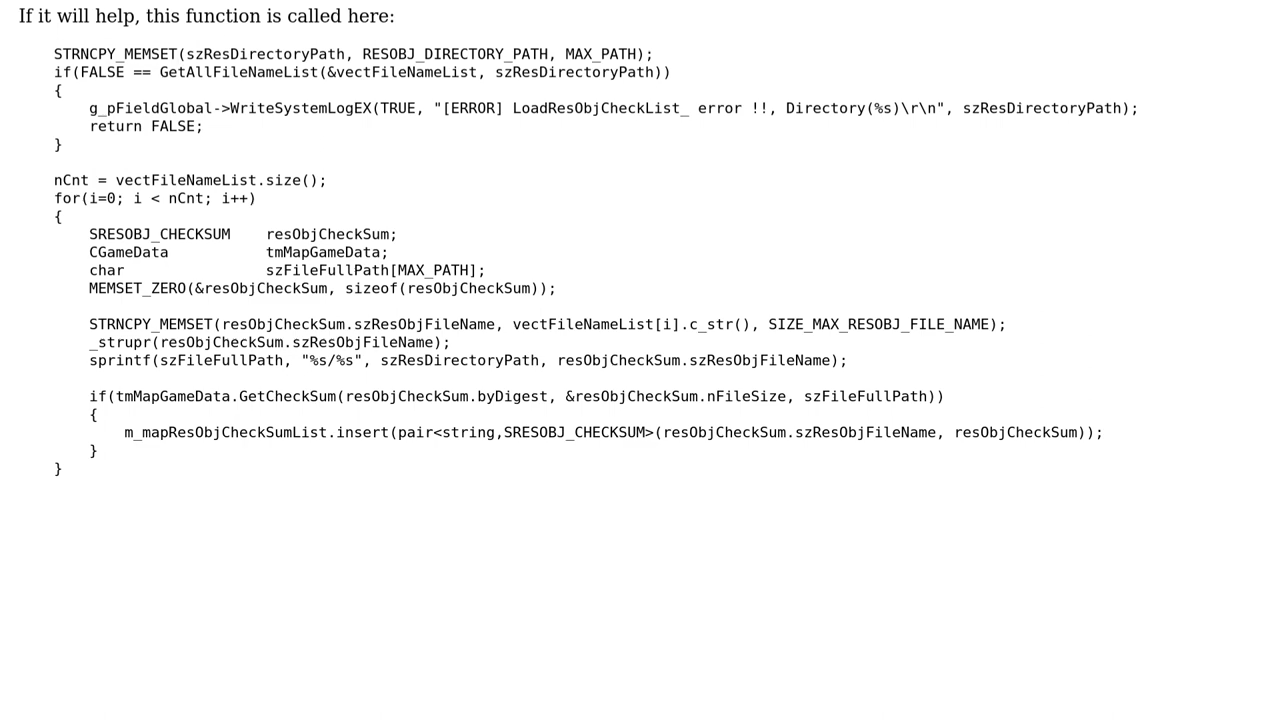 If it will help, this function is called here:
STRNCPY_MEMSET(szResDirectoryPath, RESOBJ_DIRECTORY_PATH, MAX_PATH);
if(FALSE == GetAllFileNameList(&vectFileNameList, szResDirectoryPath))
{
g_pFieldGlobal->WriteSystemLogEX(TRUE, "[ERROR] LoadResObjCheckList_ error !!, Directory(%s)\r\n", szResDirectoryPath);
return FALSE;
}
nCnt = vectFileNameList.size();
for(i=0; i < nCnt; i++)
{
SRESOBJ_CHECKSUM    resObjCheckSum;
CGameData           tmMapGameData;
char                szFileFullPath[MAX_PATH];
MEMSET_ZERO(&resObjCheckSum, sizeof(resObjCheckSum));
STRNCPY_MEMSET(resObjCheckSum.szResObjFileName, vectFileNameList[i].c_str(), SIZE_MAX_RESOBJ_FILE_NAME);
_strupr(resObjCheckSum.szResObjFileName);
sprintf(szFileFullPath, "%s/%s", szResDirectoryPath, resObjCheckSum.szResObjFileName);
if(tmMapGameData.GetCheckSum(resObjCheckSum.byDigest, &resObjCheckSum.nFileSize, szFileFullPath))
{
m_mapResObjCheckSumList.insert(pair<string,SRESOBJ_CHECKSUM>(resObjCheckSum.szResObjFileName, resObjCheckSum));
}
}